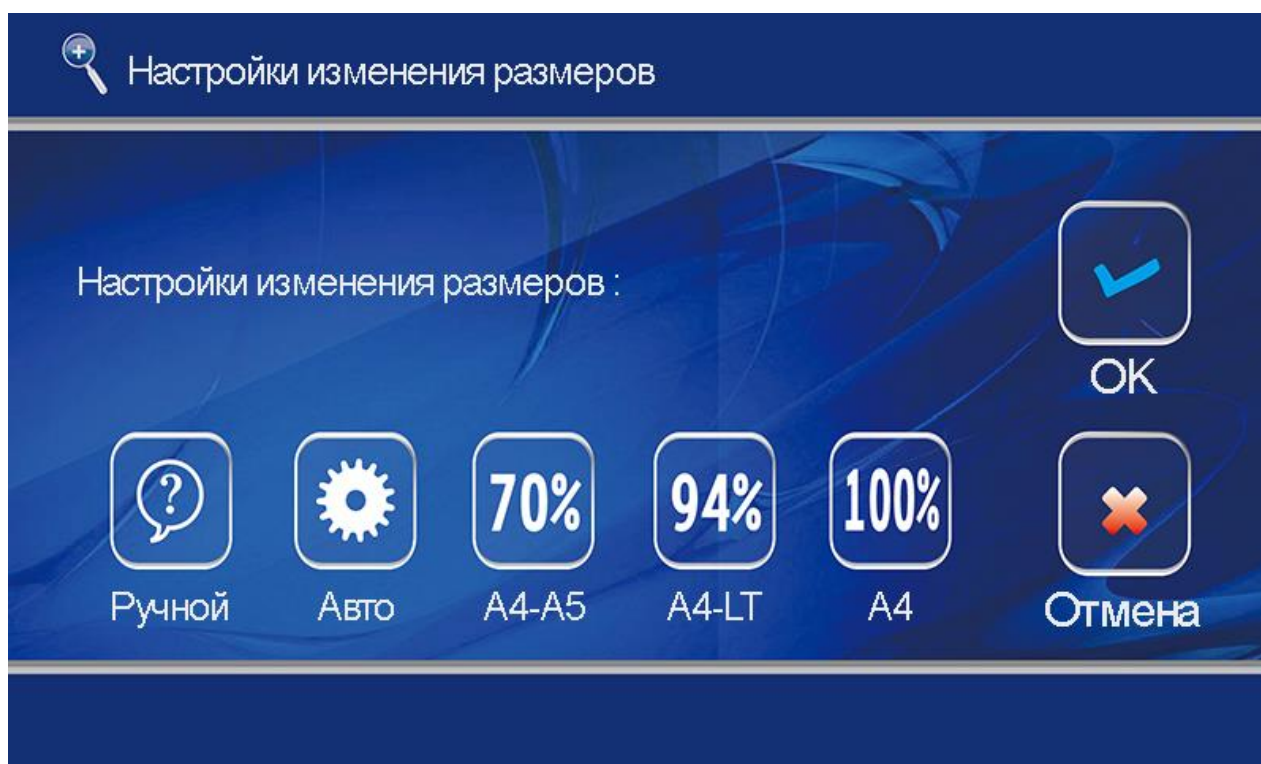 Настройки изменения размеров
Настройки изменения размеров :
OK
?
70%
94%
100%
Ручной
Авто
A4-A5
A4-LT
A4
Отмена